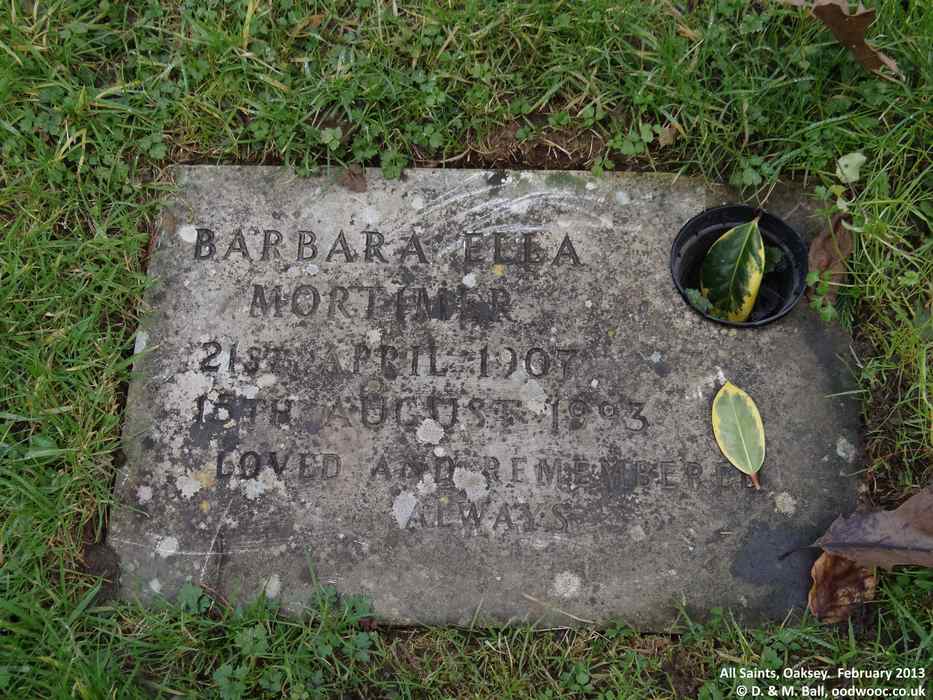 BARBARA ELLA
MORTIMER
21ST APRIL 1907
18TH AUGUST 1993
LOVED AND REMEMBERED
ALWAYS
All Saints, Oaksey. February 2013
© D. & M. Ball, oodwooc.co.uk